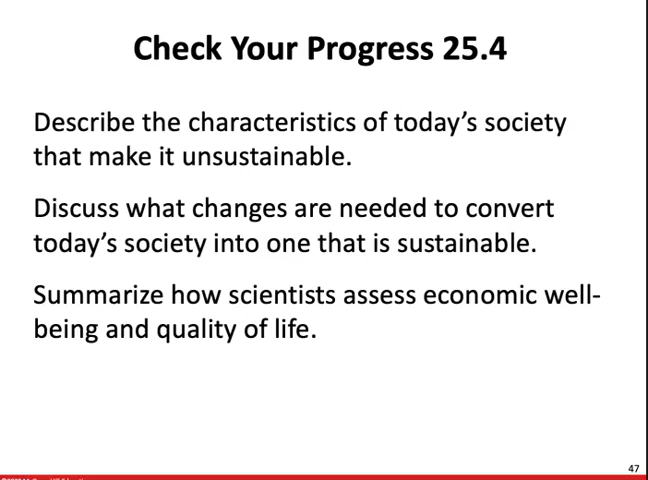 Check Your Progress 25.4
Describe the characteristics of today’s society
that make it unsustainable.
Discuss what changes are needed to convert
today’s society into one that is sustainable.
Summarize how scientists assess economic well-
being and quality of life.
47